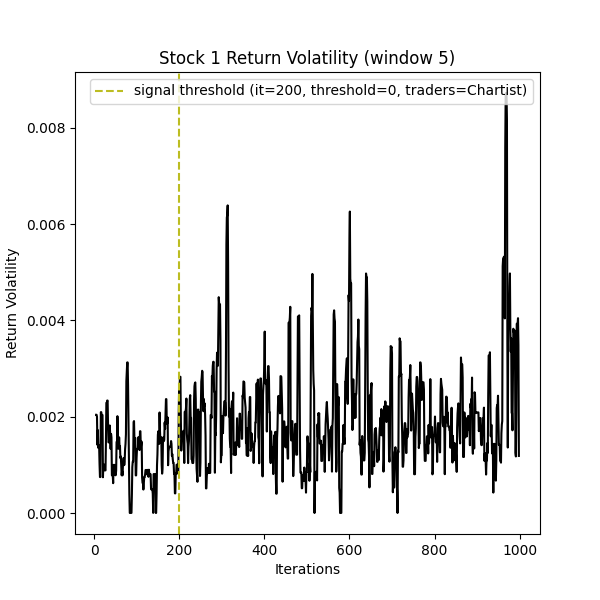 Stock 1 Return Volatility (window 5)
signal threshold (it=200, threshold=0, traders=Chartist)
0.008
0.006
0.004
0.002
0.000
Return Volatility
0 200 400 600 800 1000
Iterations